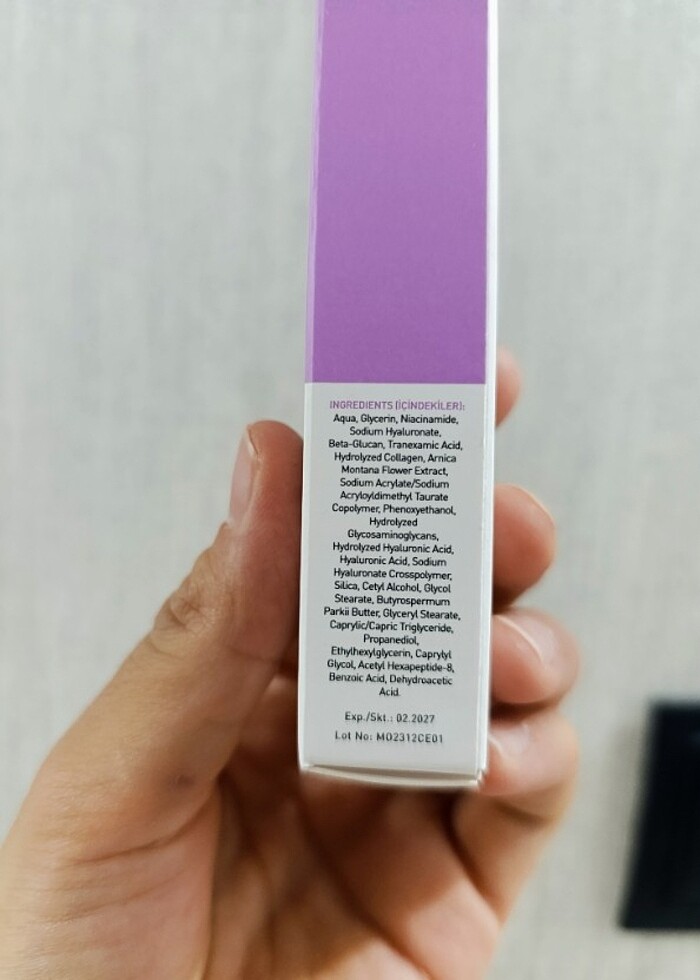 INGREDIENTS (İÇİNDEKİLER):
Aqua, Glycerin, Niacinamide,
Sodium Hyaluronate,
Beta-Glucan, Tranexamic Acid,
Hydrolyzed Collagen, Arnica
Montana Flower Extract,
Sodium Acrylate/Sodium
Acryloyldimethyl Taurate
Copolymer, Phenoxyethanol,
Hydrolyzed
Glycosaminoglycans,
Hydrolyzed Hyaluronic Acid,
Hyaluronic Acid, Sodium
Hyaluronate Crosspolymer,
Silica, Cetyl Alcohol, Glycol
Stearate, Butyrospermum
Parkii Butter, Glyceryl Stearate,
Caprylic/Capric Triglyceride,
Propanediol,
Ethylhexylglycerin, Caprylyl
Glycol, Acetyl Hexapeptide-8,
Benzoic Acid, Dehydroacetic
Acid.
Exp./Skt.: 02.2027
Lot No: MO2312CE01